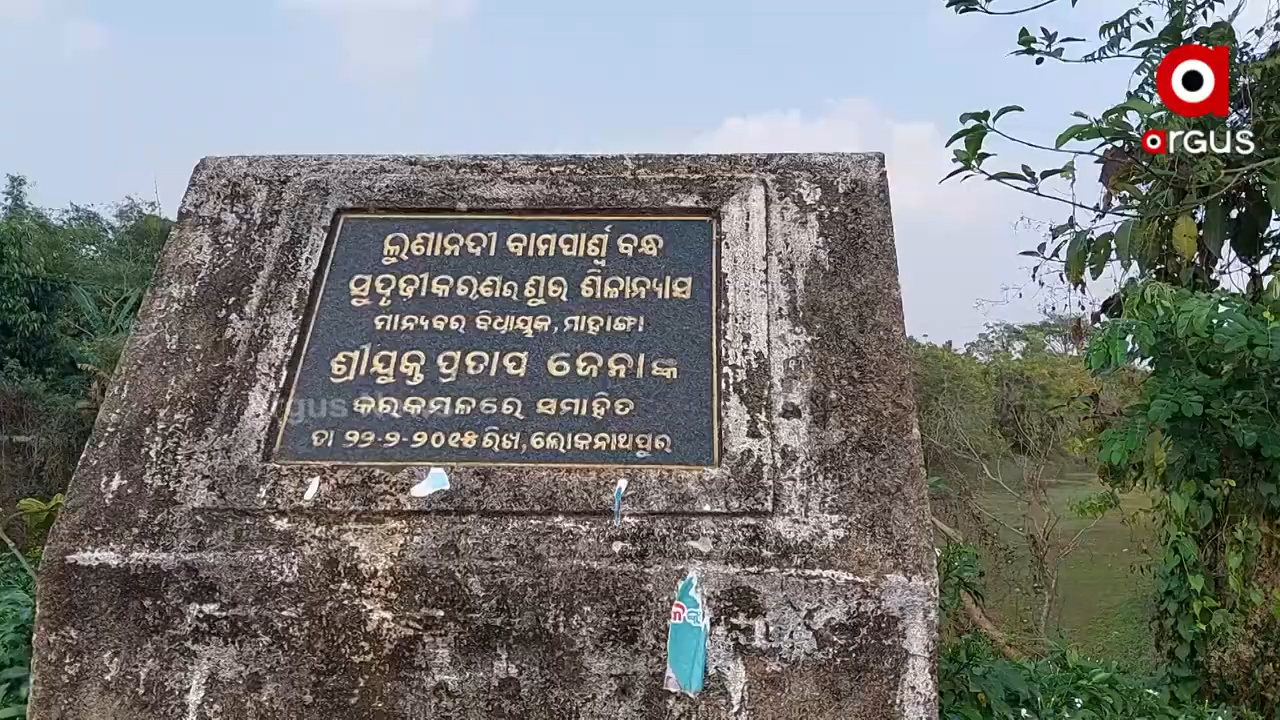 argus
ଲୁଣାନଦୀ ବାମପାର୍ଶ୍ୱ ବନ୍ଧ
ସୁଦୃଢ଼ୀକରଣର ଶୁଭ ଶିଳାନ୍ୟାସ
ମାନ୍ୟବର ବିଧାୟକ, ମାହାଙ୍ଗା
ଶ୍ରୀଯୁକ୍ତ ପ୍ରତାପ ଜେନାଙ୍କ
କରକମଳରେ ସମାହିତ
ତା ୨୨-୨-୨୦୧୫ ରିଖ, ଲୋକନାଥପୁର